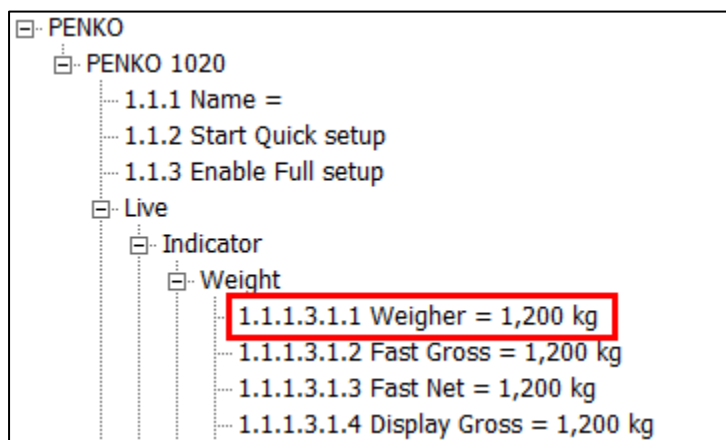 PENKO
PENKO 1020
1.1.1 Name =
1.1.2 Start Quick setup
1.1.3 Enable Full setup
Live
Indicator
Weight
1.1.1.3.1.1 Weigher = 1,200 kg
1.1.1.3.1.2 Fast Gross = 1,200 kg
1.1.1.3.1.3 Fast Net = 1,200 kg
1.1.1.3.1.4 Display Gross = 1,200 kg